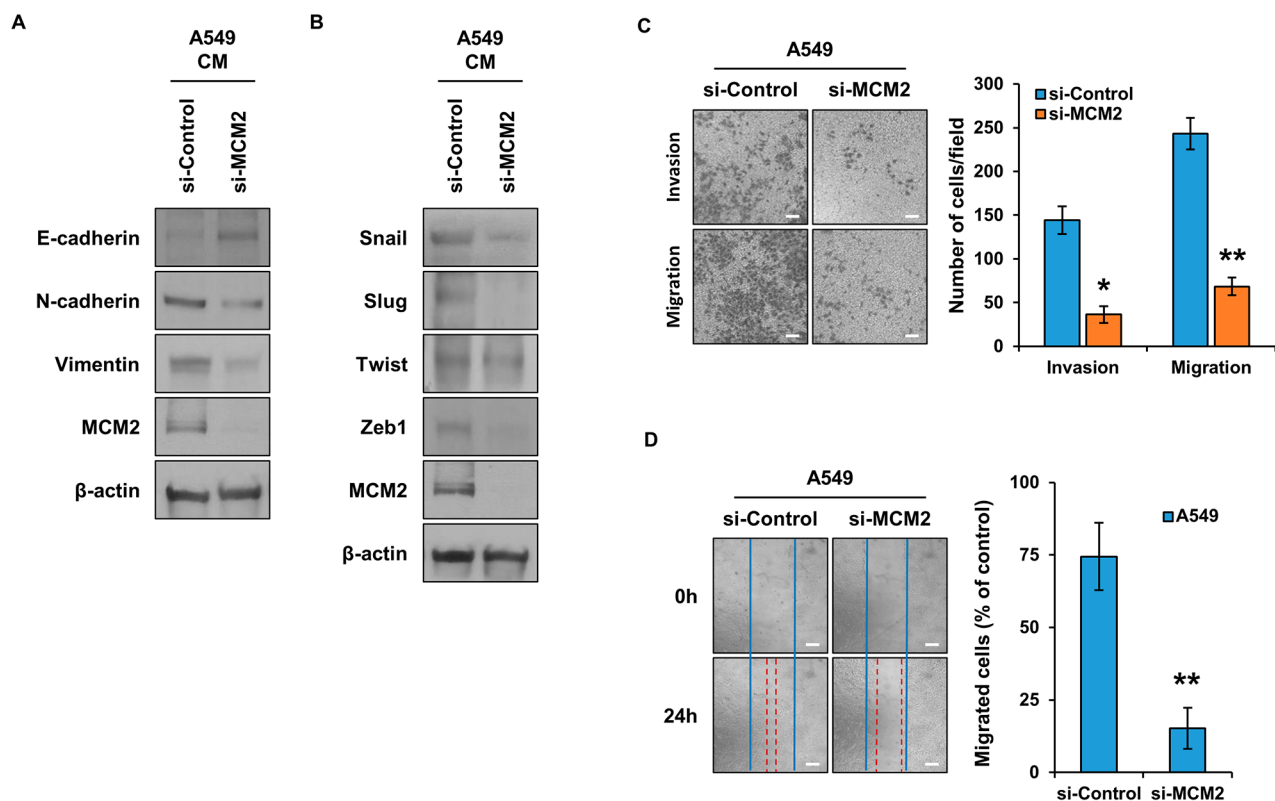 A
A549
CM
si-Control
si-MCM2
E-cadherin
N-cadherin
Vimentin
MCM2
β-actin
B
A549
CM
si-Control
si-MCM2
Snail
Slug
Twist
Zeb1
MCM2
β-actin
C
A549
si-Control
si-MCM2
Invasion
Migration
Number of cells/field
300
250
200
150
100
50
0
si-Control
si-MCM2
*
**
Invasion
Migration
D
A549
si-Control
si-MCM2
0h
24h
Migrated cells (% of control)
100
75
50
25
0
A549
**
si-Control
si-MCM2